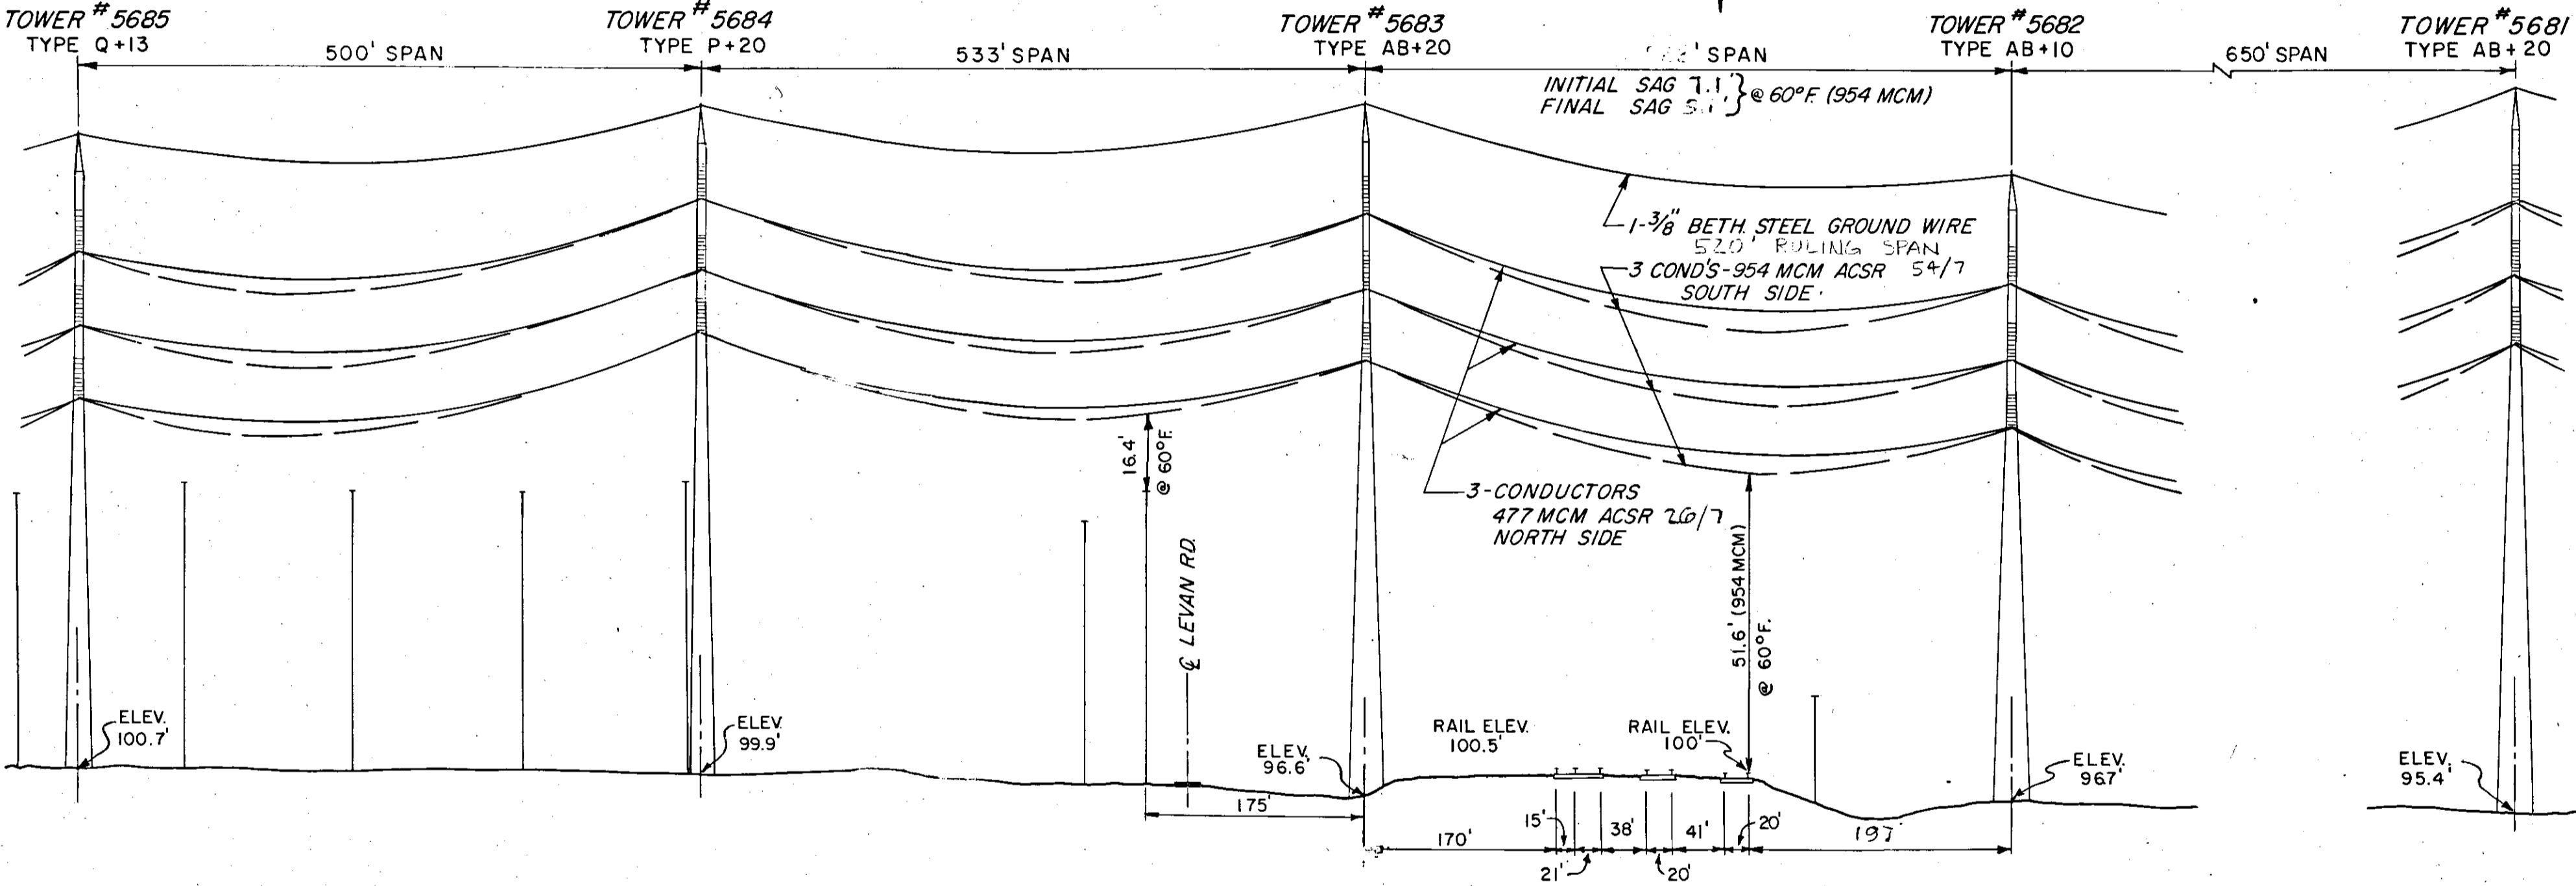 TOWER #5685
TYPE Q+13
500' SPAN
TOWER #5684
TYPE P+20
533' SPAN
TOWER #5683
TYPE AB+20
SPAN
TOWER #5682
TYPE AB+10
650' SPAN
TOWER #5681
TYPE AB+20
INITIAL SAG 7.1'
FINAL SAG
@ 60°F. (954 MCM)
1-3/8" BETH. STEEL GROUND WIRE
520' RULING SPAN
3 COND'S-954 MCM ACSR 54/7
SOUTH SIDE
3-CONDUCTORS
477 MCM ACSR 26/7
NORTH SIDE
16.4'
@ 60°F.
℄ LEVAN RD.
51.6' (954 MCM)
@ 60°F.
ELEV.
100.7'
ELEV.
99.9'
ELEV.
96.6'
RAIL ELEV.
100.5'
RAIL ELEV.
100'
ELEV.
96.7'
ELEV.
95.4'
175'
170'
15'
21'
38'
20'
41'
20'
197